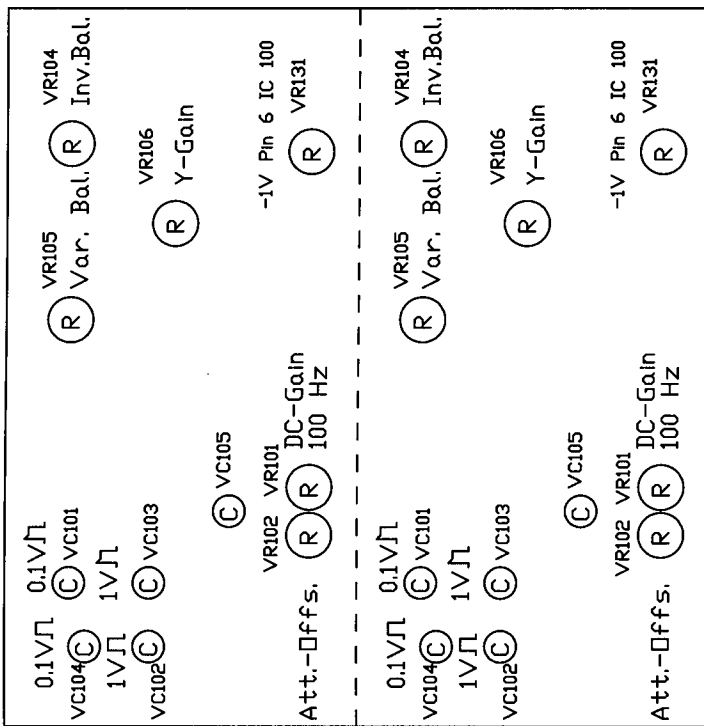 0.1V⊓ 0.1V⊓ VR105 VR104
VC104 C C VC101 R Var. Bal. R Inv.Bal.
1V⊓ 1V⊓
VC102 C C VC103 VR106
R Y-Gain
C VC105
VR102 VR101 -1V Pin 6 IC 100
Att.-Offs. R R DC-Gain R VR131
100 Hz
0.1V⊓ 0.1V⊓ VR105 VR104
VC104 C C VC101 R Var. Bal. R Inv.Bal.
1V⊓ 1V⊓
VC102 C C VC103 VR106
R Y-Gain
C VC105
VR102 VR101 -1V Pin 6 IC 100
Att.-Offs. R R DC-Gain R VR131
100 Hz